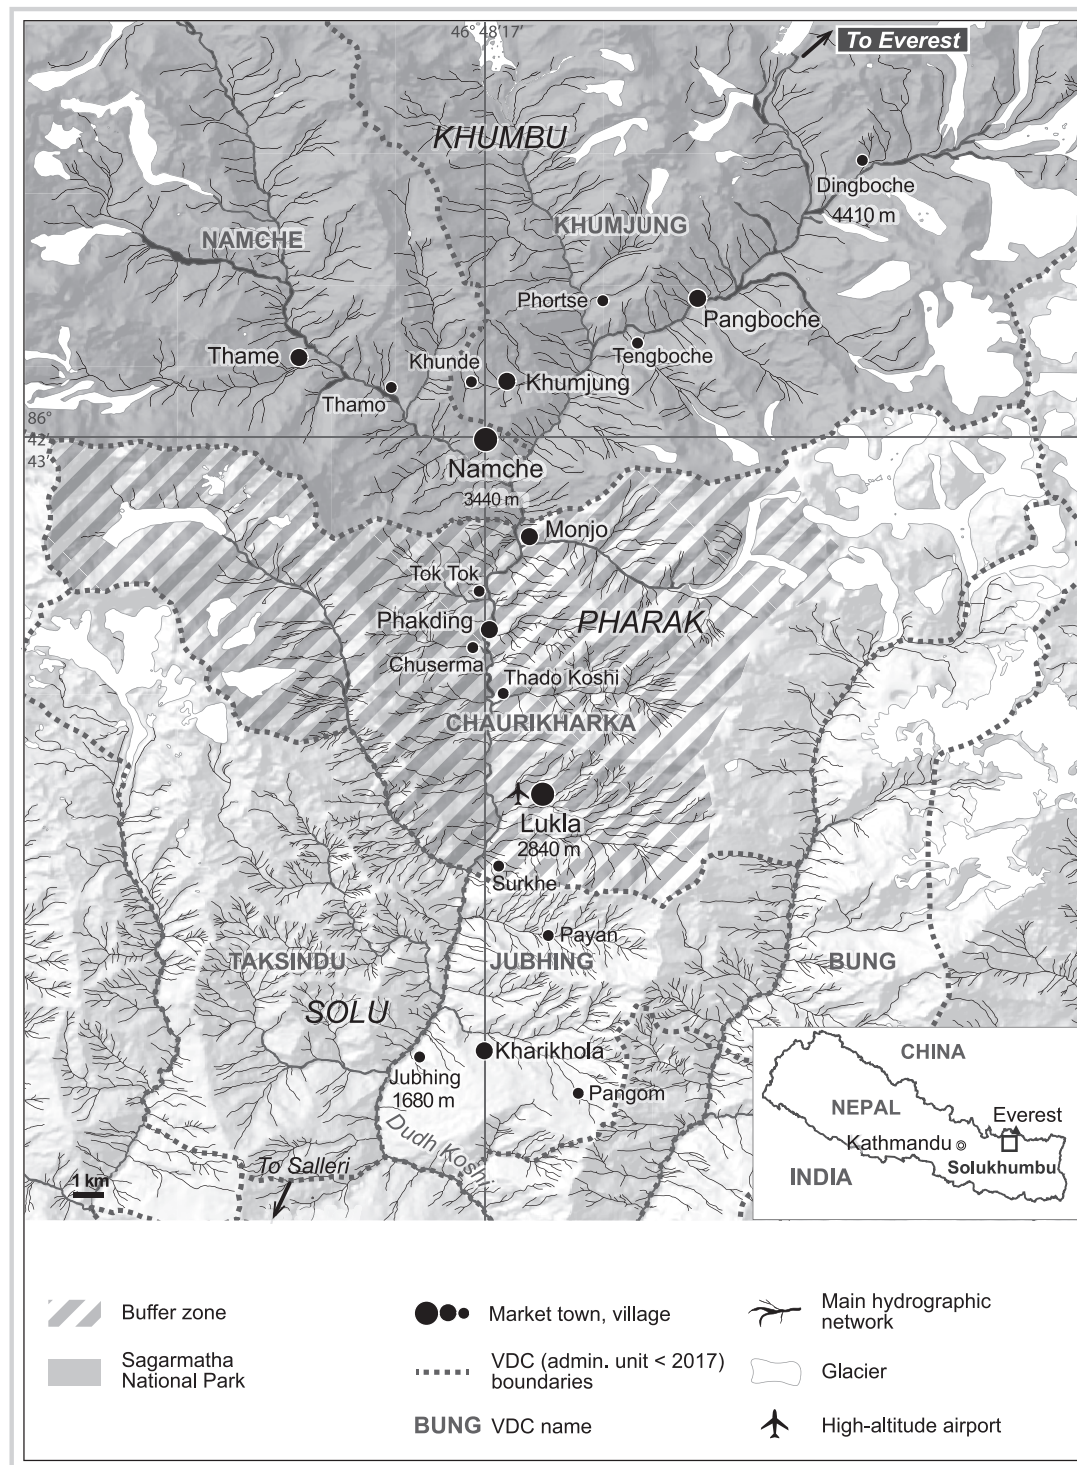 46° 48'17'
To Everest
KHUMBU
Dingboche
4410 m
NAMCHE
KHUMJUNG
Phortse
Pangboche
Thame
Khunde
Tengboche
Khumjung
Thamo
86°
42'
43'
Namche
3440 m
Monjo
Tok Tok
Phakding
PHARAK
Chuserma
Thado Koshi
CHAURIKHARKA
Lukla
2840 m
Surkhe
Payan
TAKSINDU
JUBHING
BUNG
SOLU
Kharikhola
Jubhing
1680 m
Pangom
Dudh Kosi
To Salleri
1 km
CHINA
NEPAL
Everest
Kathmandu
Solukhumbu
INDIA
Buffer zone
Sagarmatha
National Park
Market town, village
VDC (admin. unit < 2017)
boundaries
BUNG VDC name
Main hydrographic
network
Glacier
High-altitude airport